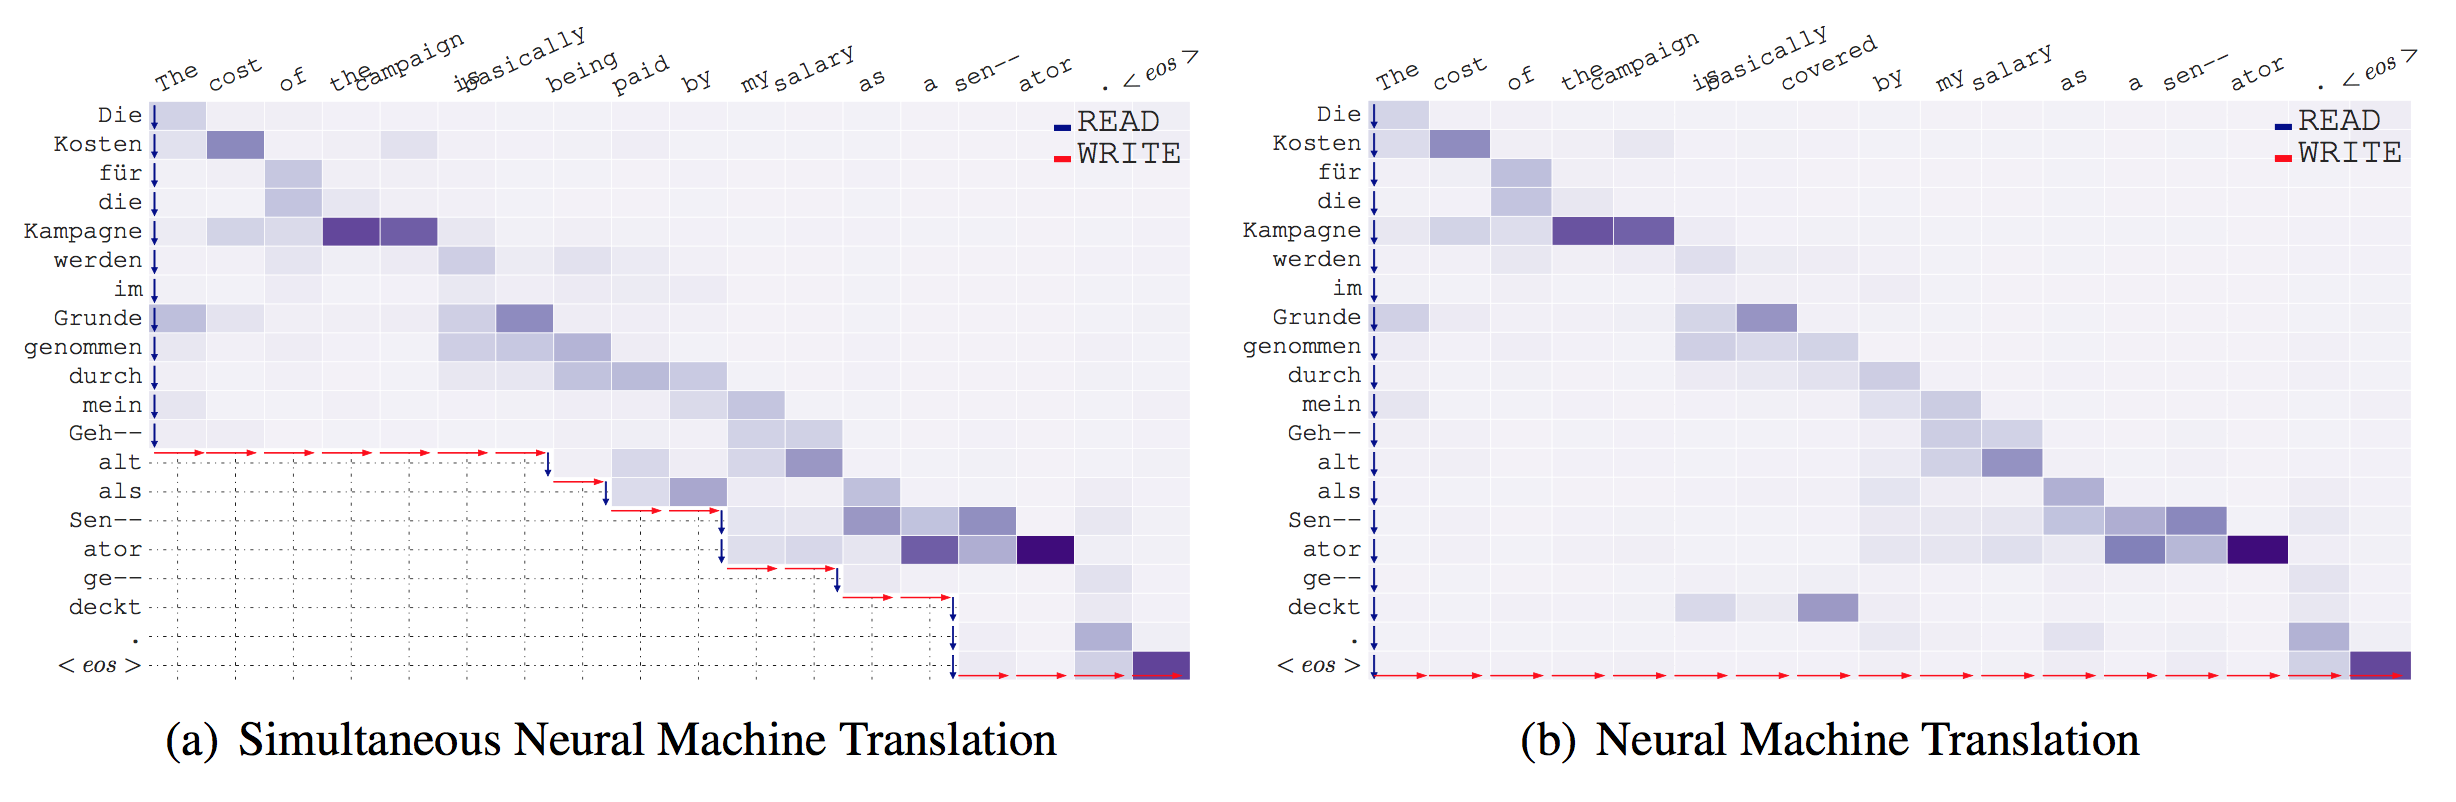 The cost of the campaign is basically being paid by my salary as a sen-- ator . < eos >
READ
WRITE
Die
Kosten
für
die
Kampagne
werden
im
Grunde
genommen
durch
mein
Geh--
alt
als
Sen--
ator
ge--
deckt
.
< eos >
(a) Simultaneous Neural Machine Translation
The cost of the campaign is basically covered by my salary as a sen-- ator . < eos >
READ
WRITE
Die
Kosten
für
die
Kampagne
werden
im
Grunde
genommen
durch
mein
Geh--
alt
als
Sen--
ator
ge--
deckt
.
< eos >
(b) Neural Machine Translation